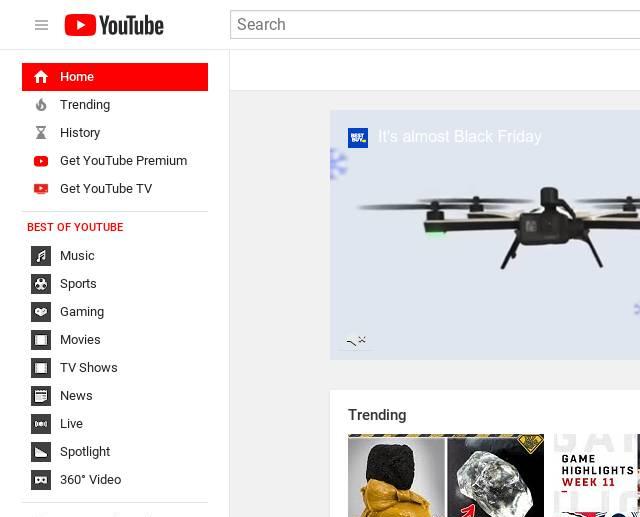 YouTube
Search
Home
Trending
History
Get YouTube Premium
Get YouTube TV
BEST OF YOUTUBE
Music
Sports
Gaming
Movies
TV Shows
News
Live
Spotlight
360° Video
BEST BUY
It's almost Black Friday
Trending
GAME
HIGHLIGHTS
WEEK 11